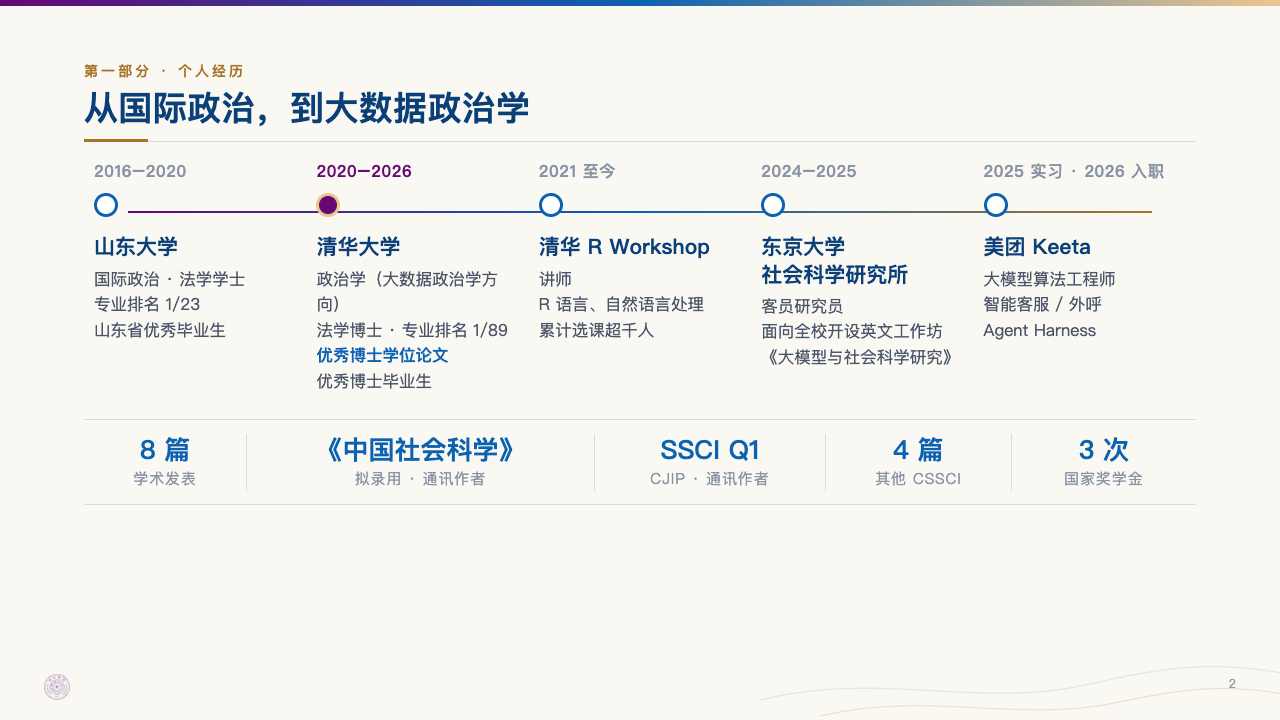 第一部分 · 个人经历
从国际政治，到大数据政治学
2016—2020
山东大学
国际政治 · 法学学士
专业排名 1/23
山东省优秀毕业生
2020—2026
清华大学
政治学（大数据政治学方
向）
法学博士 · 专业排名 1/89
优秀博士学位论文
优秀博士毕业生
2021 至今
清华 R Workshop
讲师
R 语言、自然语言处理
累计选课超千人
2024—2025
东京大学
社会科学研究所
客员研究员
面向全校开设英文工作坊
《大模型与社会科学研究》
2025 实习 · 2026 入职
美团 Keeta
大模型算法工程师
智能客服 / 外呼
Agent Harness
8 篇
学术发表
《中国社会科学》
拟录用 · 通讯作者
SSCI Q1
CJIP · 通讯作者
4 篇
其他 CSSCI
3 次
国家奖学金
2